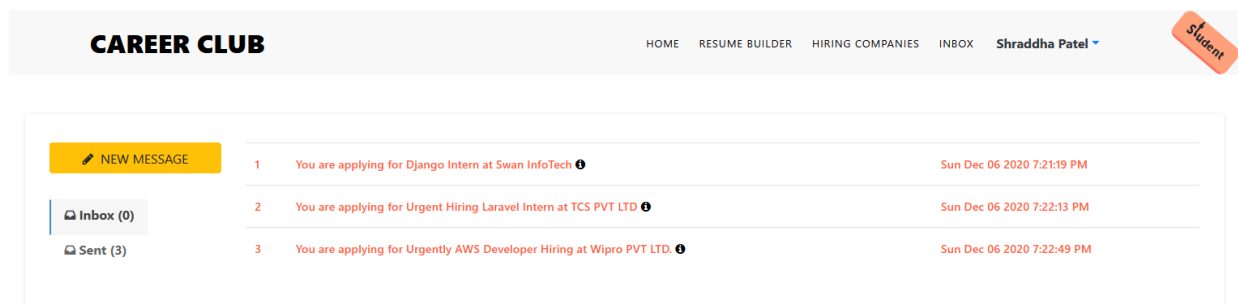 CAREER CLUB
HOME RESUME BUILDER HIRING COMPANIES INBOX Shraddha Patel
Student
NEW MESSAGE
Inbox (0)
Sent (3)
1 You are applying for Django Intern at Swan InfoTech Sun Dec 06 2020 7:21:19 PM
2 You are applying for Urgent Hiring Laravel Intern at TCS PVT LTD Sun Dec 06 2020 7:22:13 PM
3 You are applying for Urgently AWS Developer Hiring at Wipro PVT LTD. Sun Dec 06 2020 7:22:49 PM